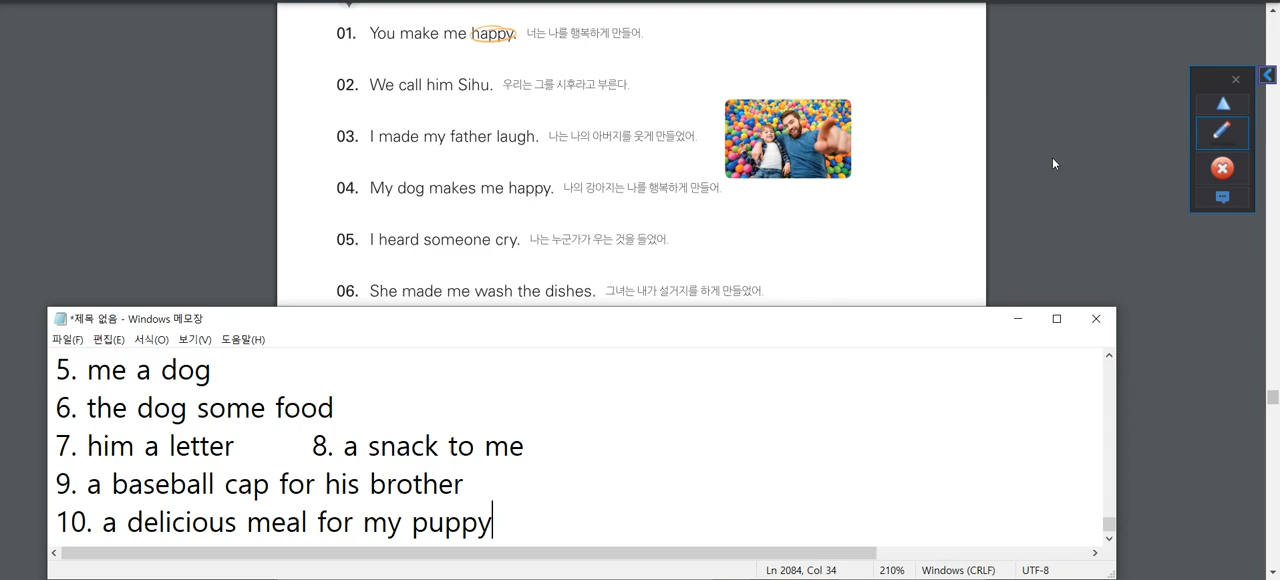 01. You make me happy. 너는 나를 행복하게 만들어.
02. We call him Sihu. 우리는 그를 시후라고 부른다.
03. I made my father laugh. 나는 나의 아버지를 웃게 만들었어.
04. My dog makes me happy. 나의 강아지는 나를 행복하게 만들어.
05. I heard someone cry. 나는 누군가가 우는 것을 들었어.
06. She made me wash the dishes. 그녀는 내가 설거지를 하게 만들었어.
*제목 없음 - Windows 메모장
파일(F) 편집(E) 서식(O) 보기(V) 도움말(H)
5. me a dog
6. the dog some food
7. him a letter 8. a snack to me
9. a baseball cap for his brother
10. a delicious meal for my puppy
Ln 2084, Col 34 210% Windows (CRLF) UTF-8